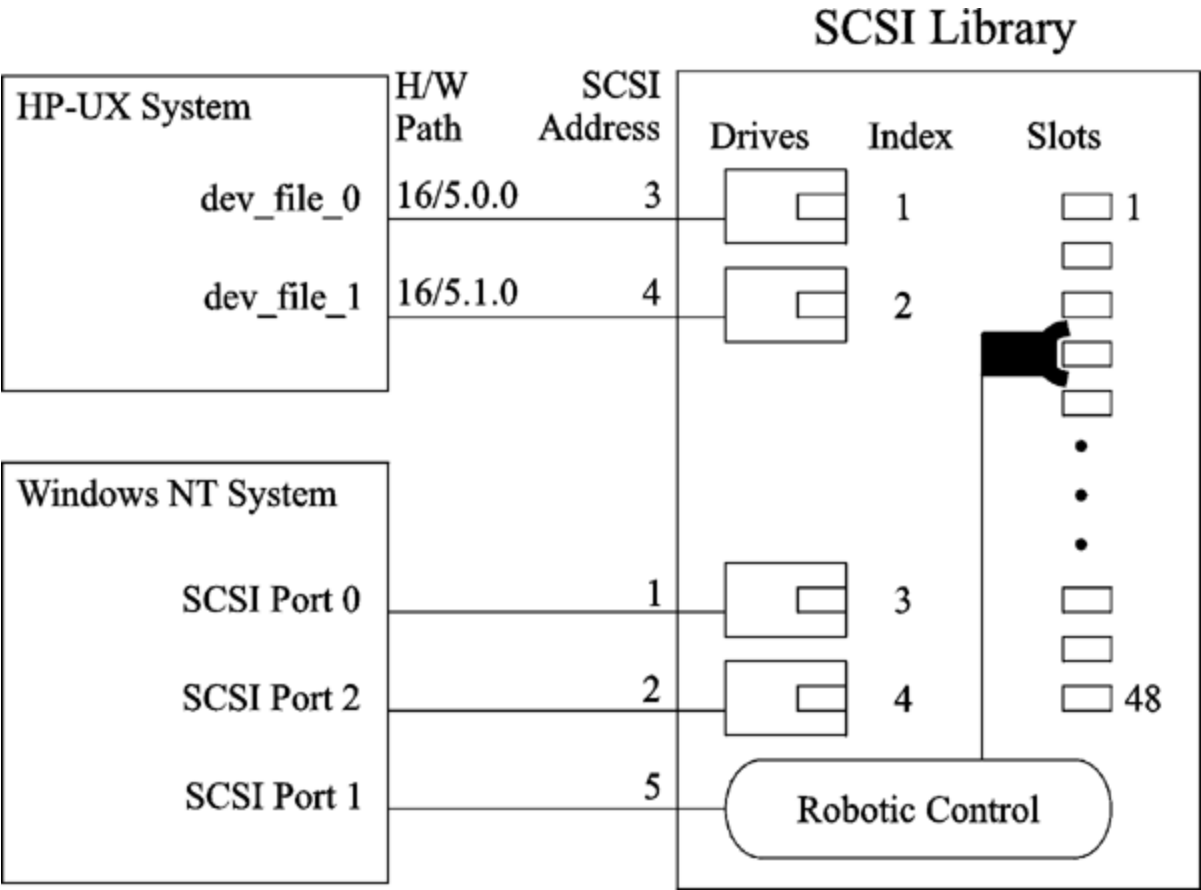 SCSI Library
HP-UX System
H/W Path
SCSI Address
Drives Index Slots
dev_file_0 16/5.0.0 3 1 1
dev_file_1 16/5.1.0 4 2
Windows NT System
SCSI Port 0 1 3
SCSI Port 2 2 4 48
SCSI Port 1 5 Robotic Control